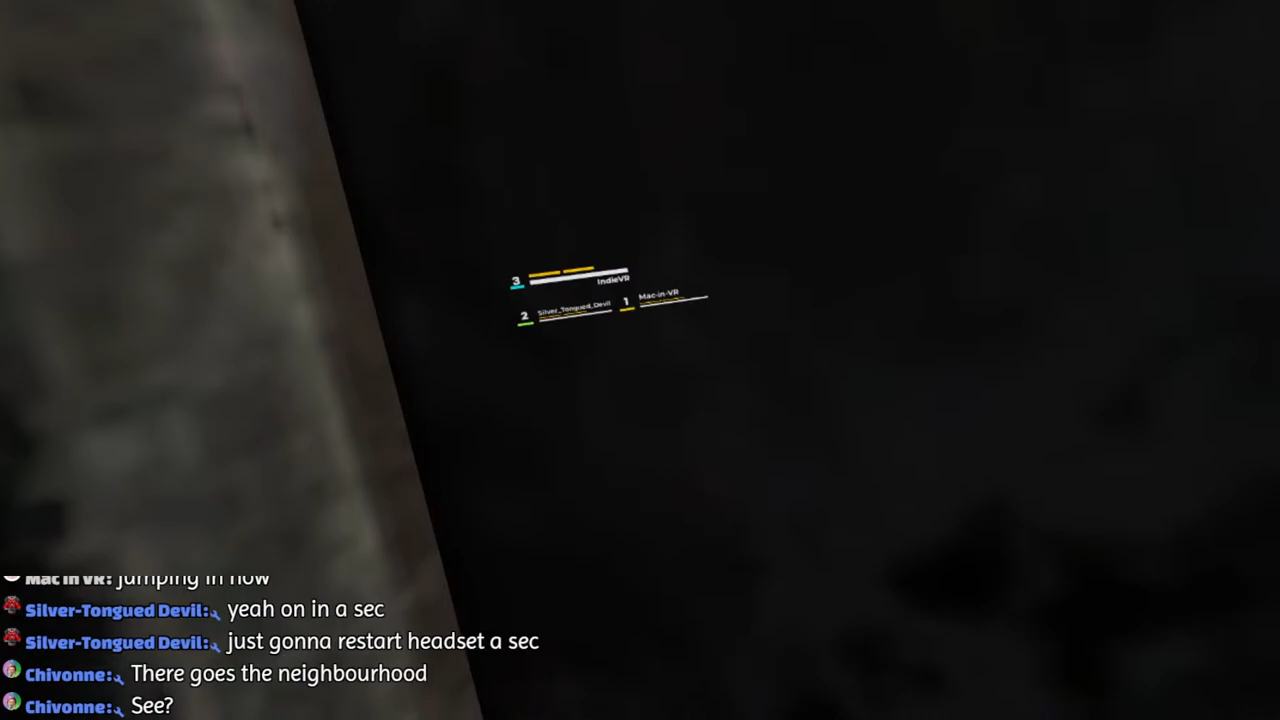 3
IndieVR
2 Silver_Tongued_Devil 1 Mac-in-VR
Mac in VR: jumping in now
Silver-Tongued Devil: yeah on in a sec
Silver-Tongued Devil: just gonna restart headset a sec
Chivonne: There goes the neighbourhood
Chivonne: See?